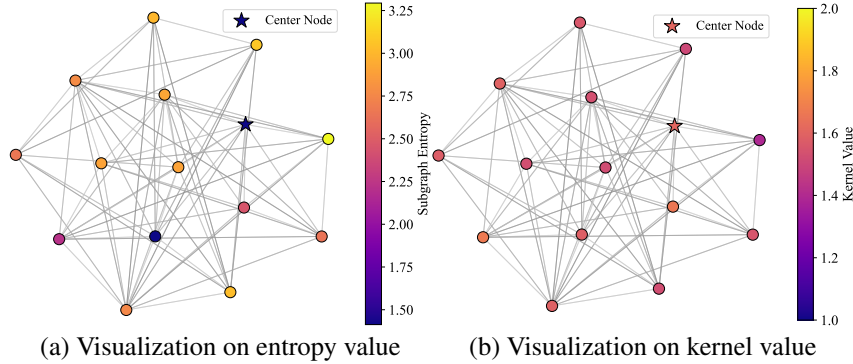 Center Node
3.25
3.00
2.75
2.50
2.25
2.00
1.75
1.50
Subgraph Entropy
(a) Visualization on entropy value
Center Node
2.0
1.8
1.6
1.4
1.2
1.0
Kernel Value
(b) Visualization on kernel value